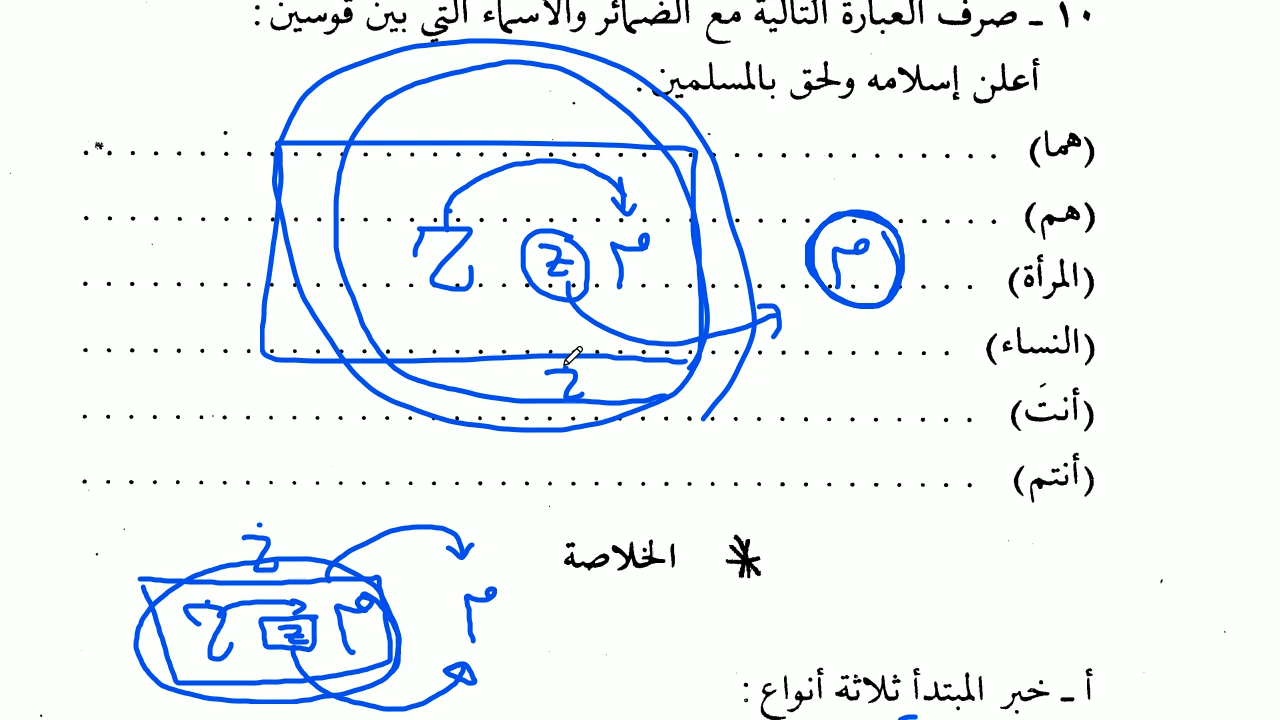 ١٠ ـ صرف العبارة التالية مع الضمائر والأسماء التي بين قوسين :
أعلن إسلامه ولحق بالمسلمين .
(هما) . . . . . . . . . . . . . . . . . . . . . . . . . . . . . . . . . . . . .
(هم) . . . . . . . . . . . . . . . . . . . . . . . . . . . . . . . . . . . . .
(المرأة) . . . . . . . . . . . . . . . . . . . . . . . . . . . . . . . . . . . .
(النساء) . . . . . . . . . . . . . . . . . . . . . . . . . . . . . . . . . . .
(أنتَ) . . . . . . . . . . . . . . . . . . . . . . . . . . . . . . . . . . . .
(أنتم) . . . . . . . . . . . . . . . . . . . . . . . . . . . . . . . . . . . .
* الخلاصة
أ ـ خبر المبتدأ ثلاثة أنواع :